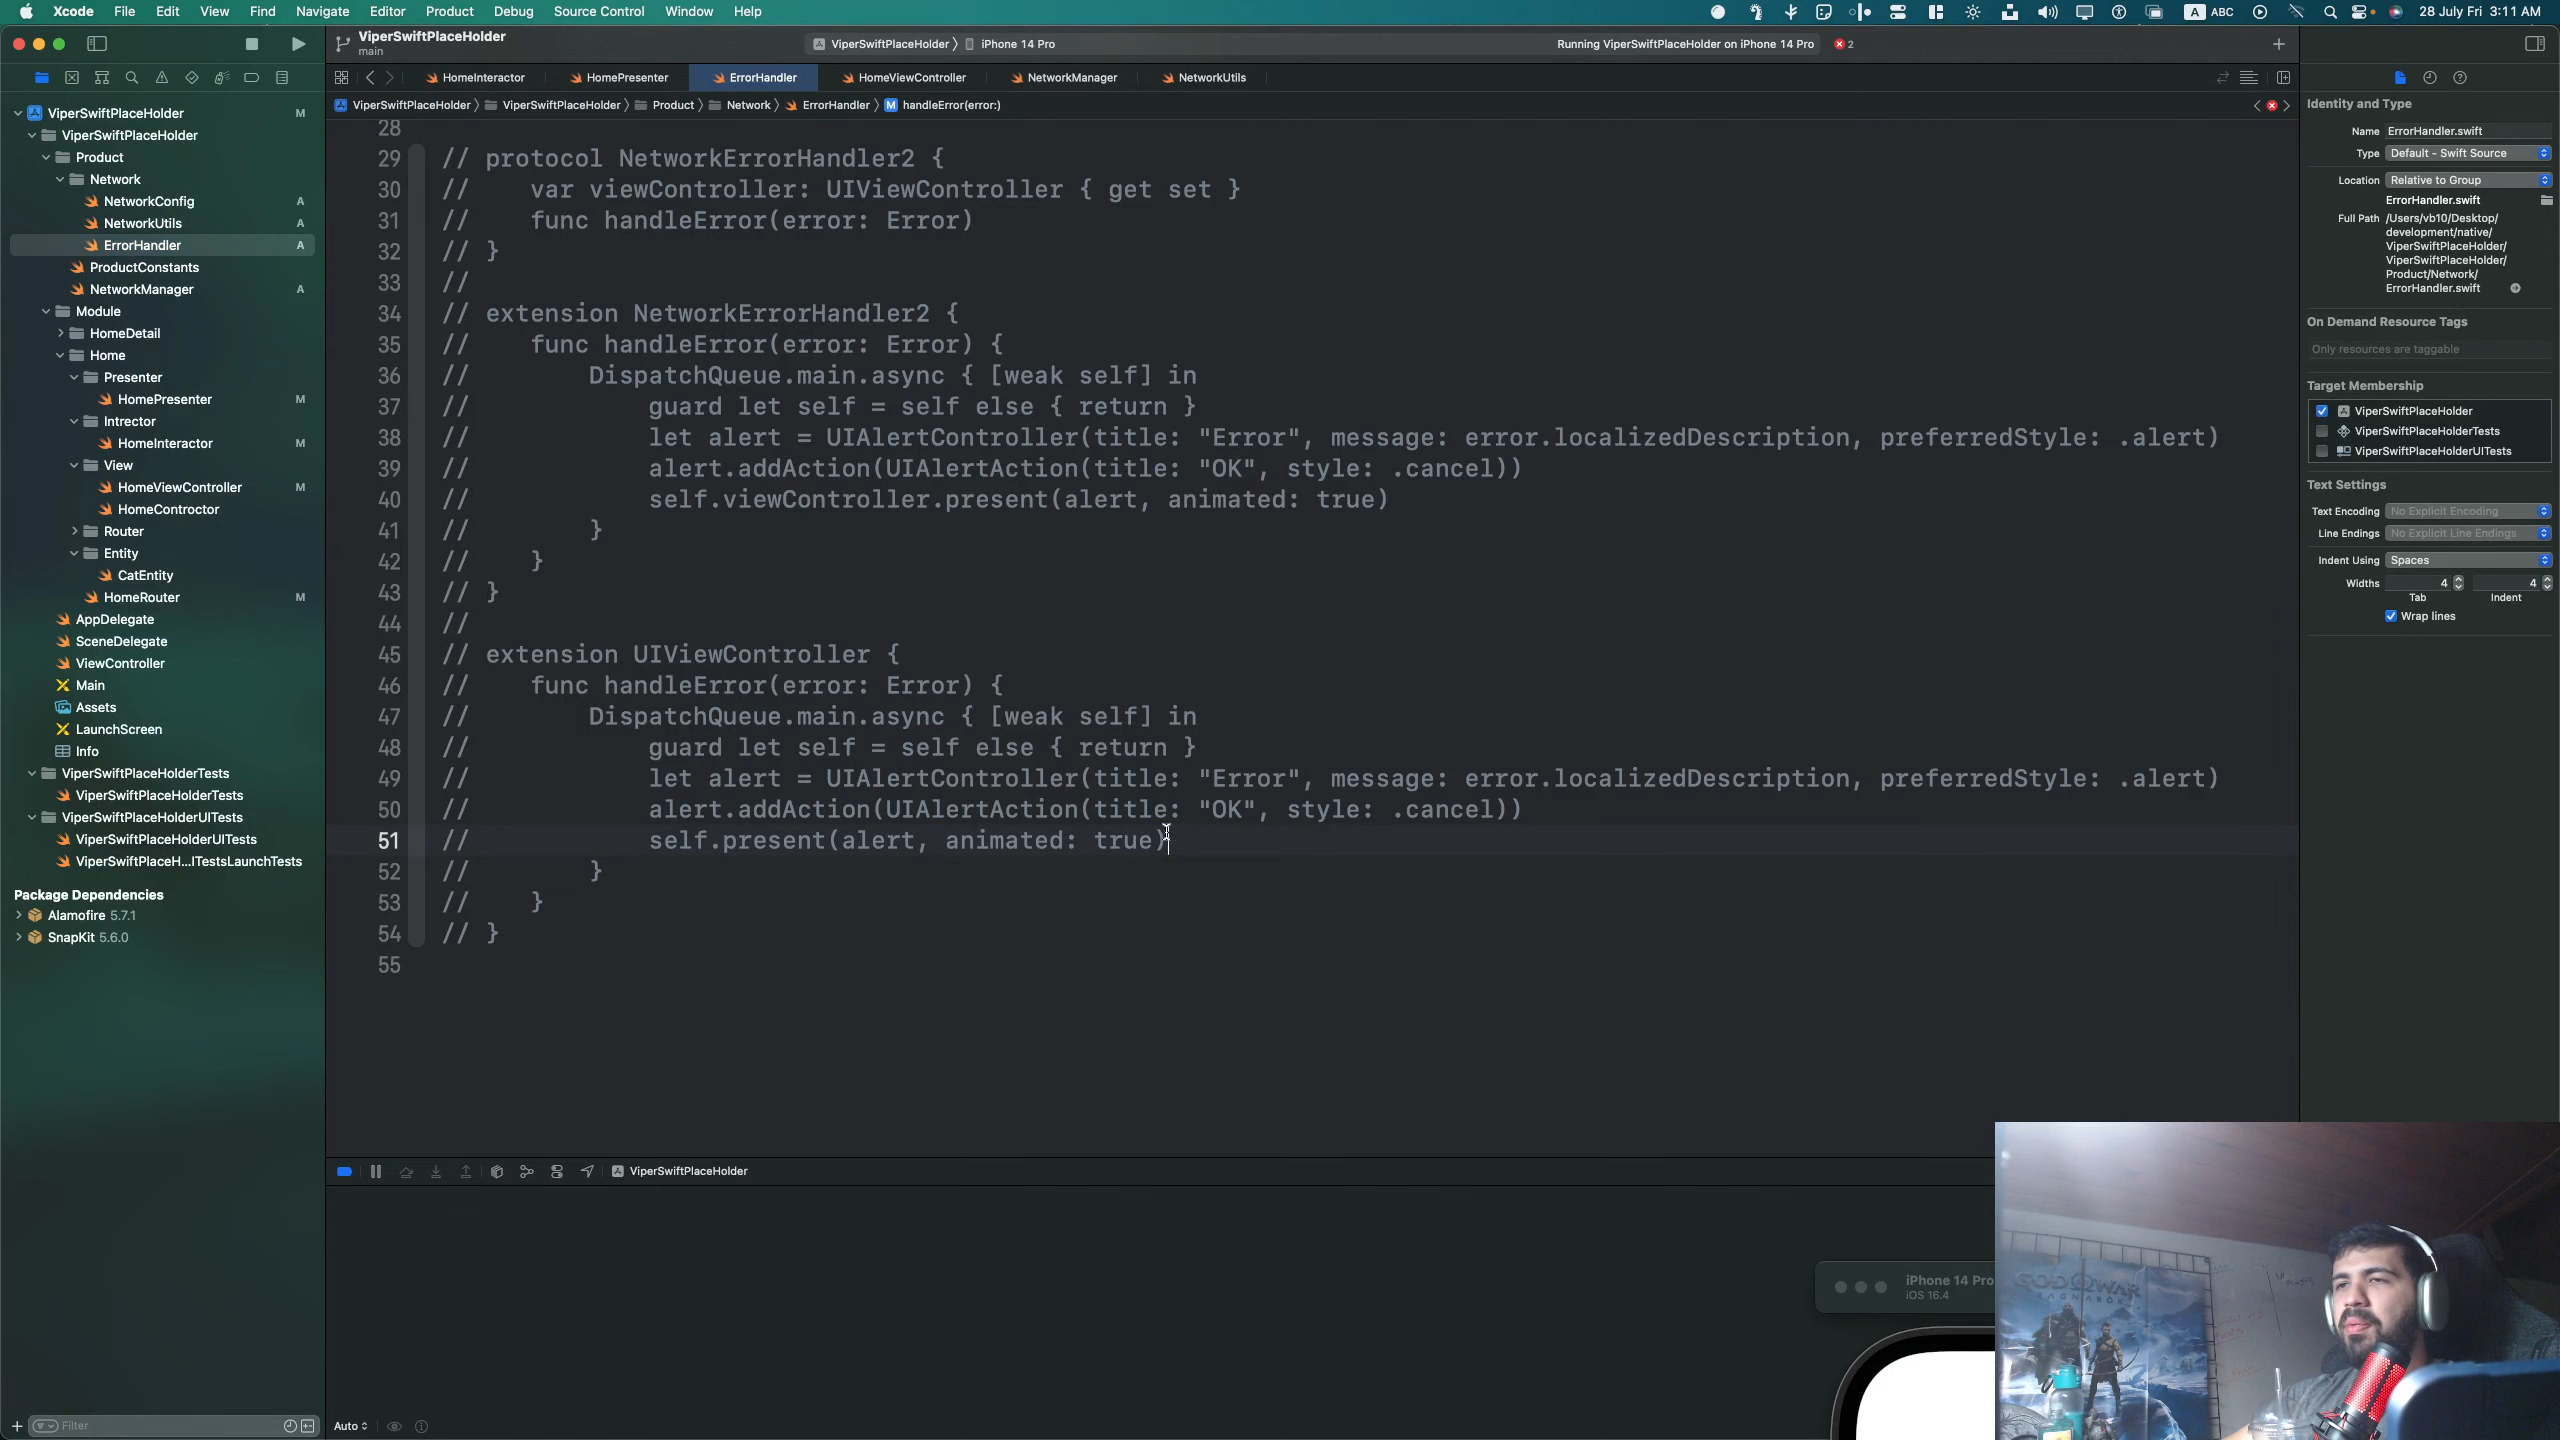 Xcode File Edit View Find Navigate Editor Product Debug Source Control Window Help
A ABC 28 July Fri 3:11 AM
ViperSwiftPlaceHolder
main
ViperSwiftPlaceHolder 〉 iPhone 14 Pro
Running ViperSwiftPlaceHolder on iPhone 14 Pro 2
HomeInteractor HomePresenter ErrorHandler HomeViewController NetworkManager NetworkUtils
ViperSwiftPlaceHolder 〉 ViperSwiftPlaceHolder 〉 Product 〉 Network 〉 ErrorHandler 〉 M handleError(error:)
ViperSwiftPlaceHolder M
ViperSwiftPlaceHolder
Product
Network
NetworkConfig A
NetworkUtils A
ErrorHandler A
ProductConstants
NetworkManager A
Module
HomeDetail
Home
Presenter
HomePresenter M
Intrector
HomeInteractor M
View
HomeViewController M
HomeControctor
Router
Entity
CatEntity
HomeRouter M
AppDelegate
SceneDelegate
ViewController
Main
Assets
LaunchScreen
Info
ViperSwiftPlaceHolderTests
ViperSwiftPlaceHolderTests
ViperSwiftPlaceHolderUITests
ViperSwiftPlaceHolderUITests
ViperSwiftPlaceH...ITestsLaunchTests
Package Dependencies
Alamofire 5.7.1
SnapKit 5.6.0
Filter
28
29 // protocol NetworkErrorHandler2 {
30 //    var viewController: UIViewController { get set }
31 //    func handleError(error: Error)
32 // }
33 //
34 // extension NetworkErrorHandler2 {
35 //    func handleError(error: Error) {
36 //        DispatchQueue.main.async { [weak self] in
37 //            guard let self = self else { return }
38 //            let alert = UIAlertController(title: "Error", message: error.localizedDescription, preferredStyle: .alert)
39 //            alert.addAction(UIAlertAction(title: "OK", style: .cancel))
40 //            self.viewController.present(alert, animated: true)
41 //        }
42 //    }
43 // }
44 //
45 // extension UIViewController {
46 //    func handleError(error: Error) {
47 //        DispatchQueue.main.async { [weak self] in
48 //            guard let self = self else { return }
49 //            let alert = UIAlertController(title: "Error", message: error.localizedDescription, preferredStyle: .alert)
50 //            alert.addAction(UIAlertAction(title: "OK", style: .cancel))
51 //            self.present(alert, animated: true)
52 //        }
53 //    }
54 // }
55
ViperSwiftPlaceHolder
Auto
iPhone 14 Pro
iOS 16.4
Identity and Type
Name ErrorHandler.swift
Type Default - Swift Source
Location Relative to Group
ErrorHandler.swift
Full Path /Users/vb10/Desktop/
development/native/
ViperSwiftPlaceHolder/
ViperSwiftPlaceHolder/
Product/Network/
ErrorHandler.swift
On Demand Resource Tags
Only resources are taggable
Target Membership
ViperSwiftPlaceHolder
ViperSwiftPlaceHolderTests
ViperSwiftPlaceHolderUITests
Text Settings
Text Encoding No Explicit Encoding
Line Endings No Explicit Line Endings
Indent Using Spaces
Widths 4 4
Tab Indent
Wrap lines
GOD OF WAR
RAGNARÖK